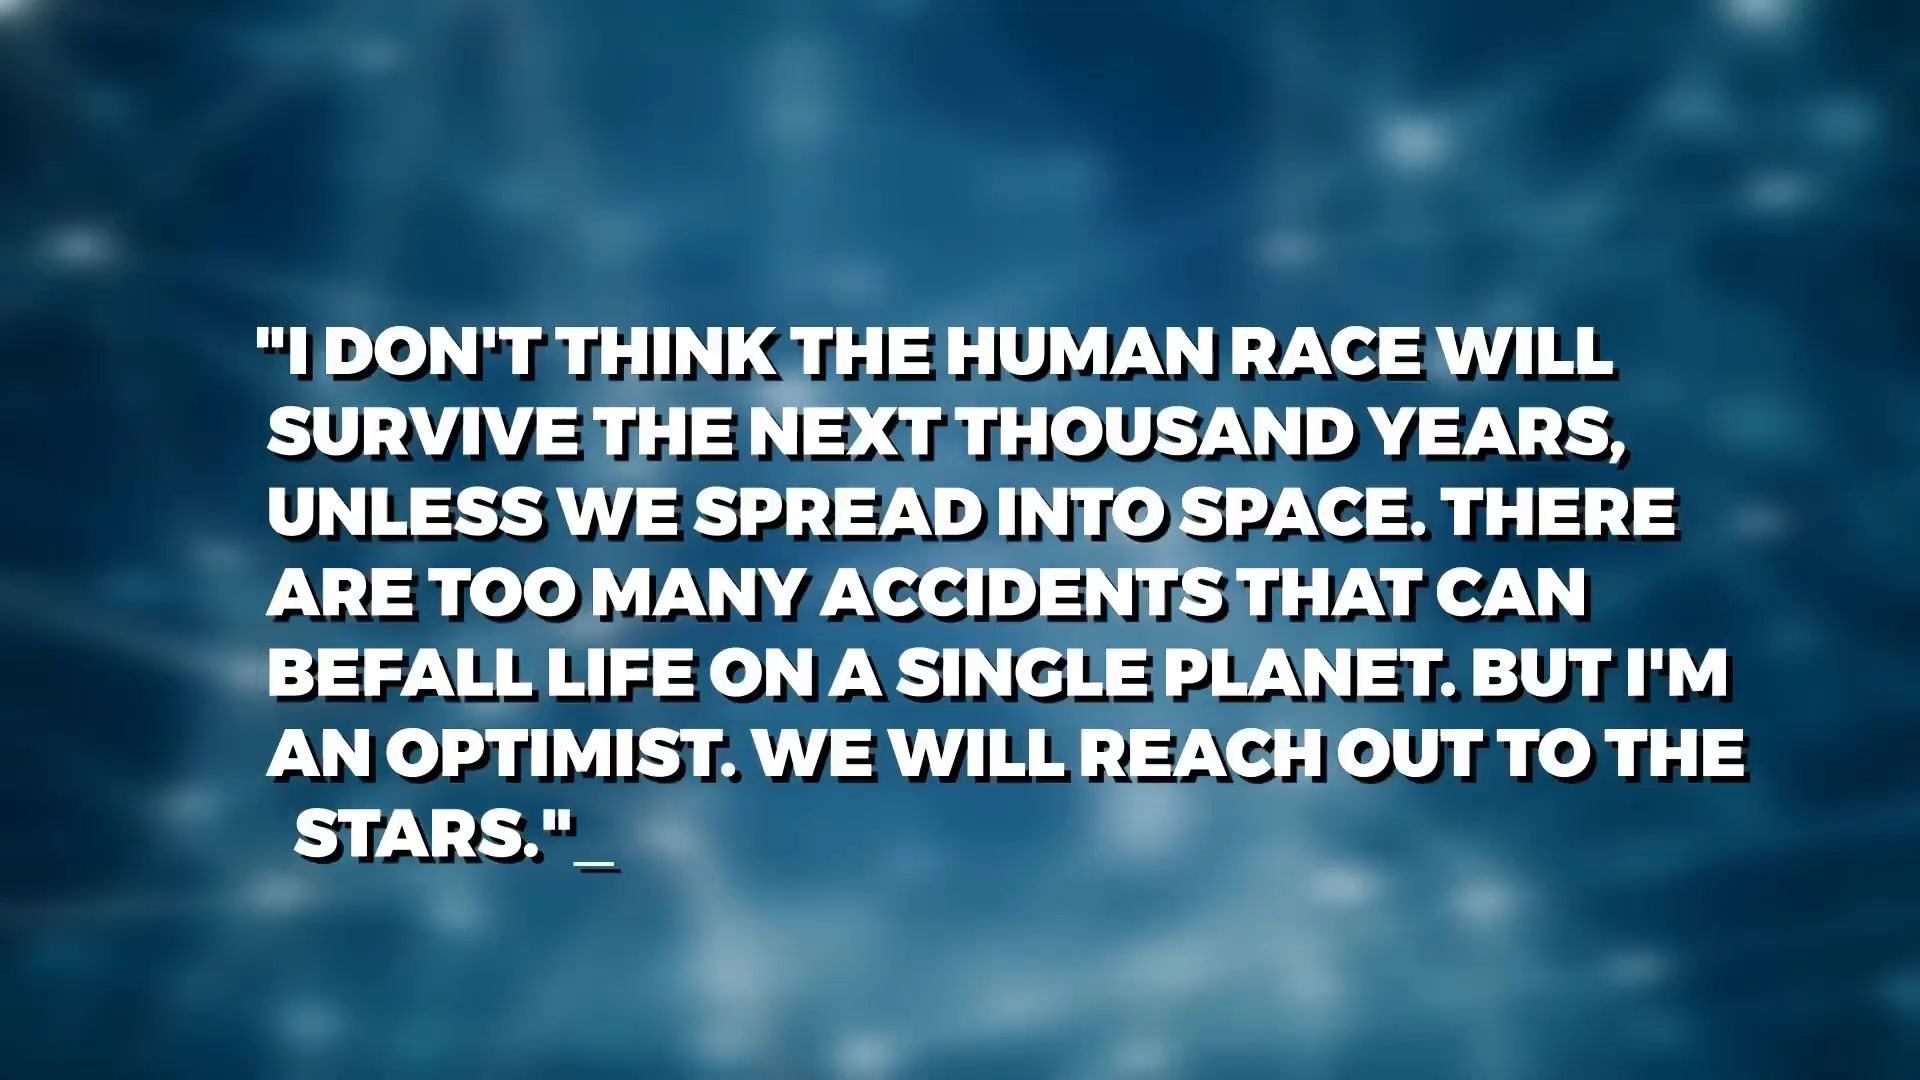 "I DON'T THINK THE HUMAN RACE WILL
SURVIVE THE NEXT THOUSAND YEARS,
UNLESS WE SPREAD INTO SPACE. THERE
ARE TOO MANY ACCIDENTS THAT CAN
BEFALL LIFE ON A SINGLE PLANET. BUT I'M
AN OPTIMIST. WE WILL REACH OUT TO THE
STARS."_